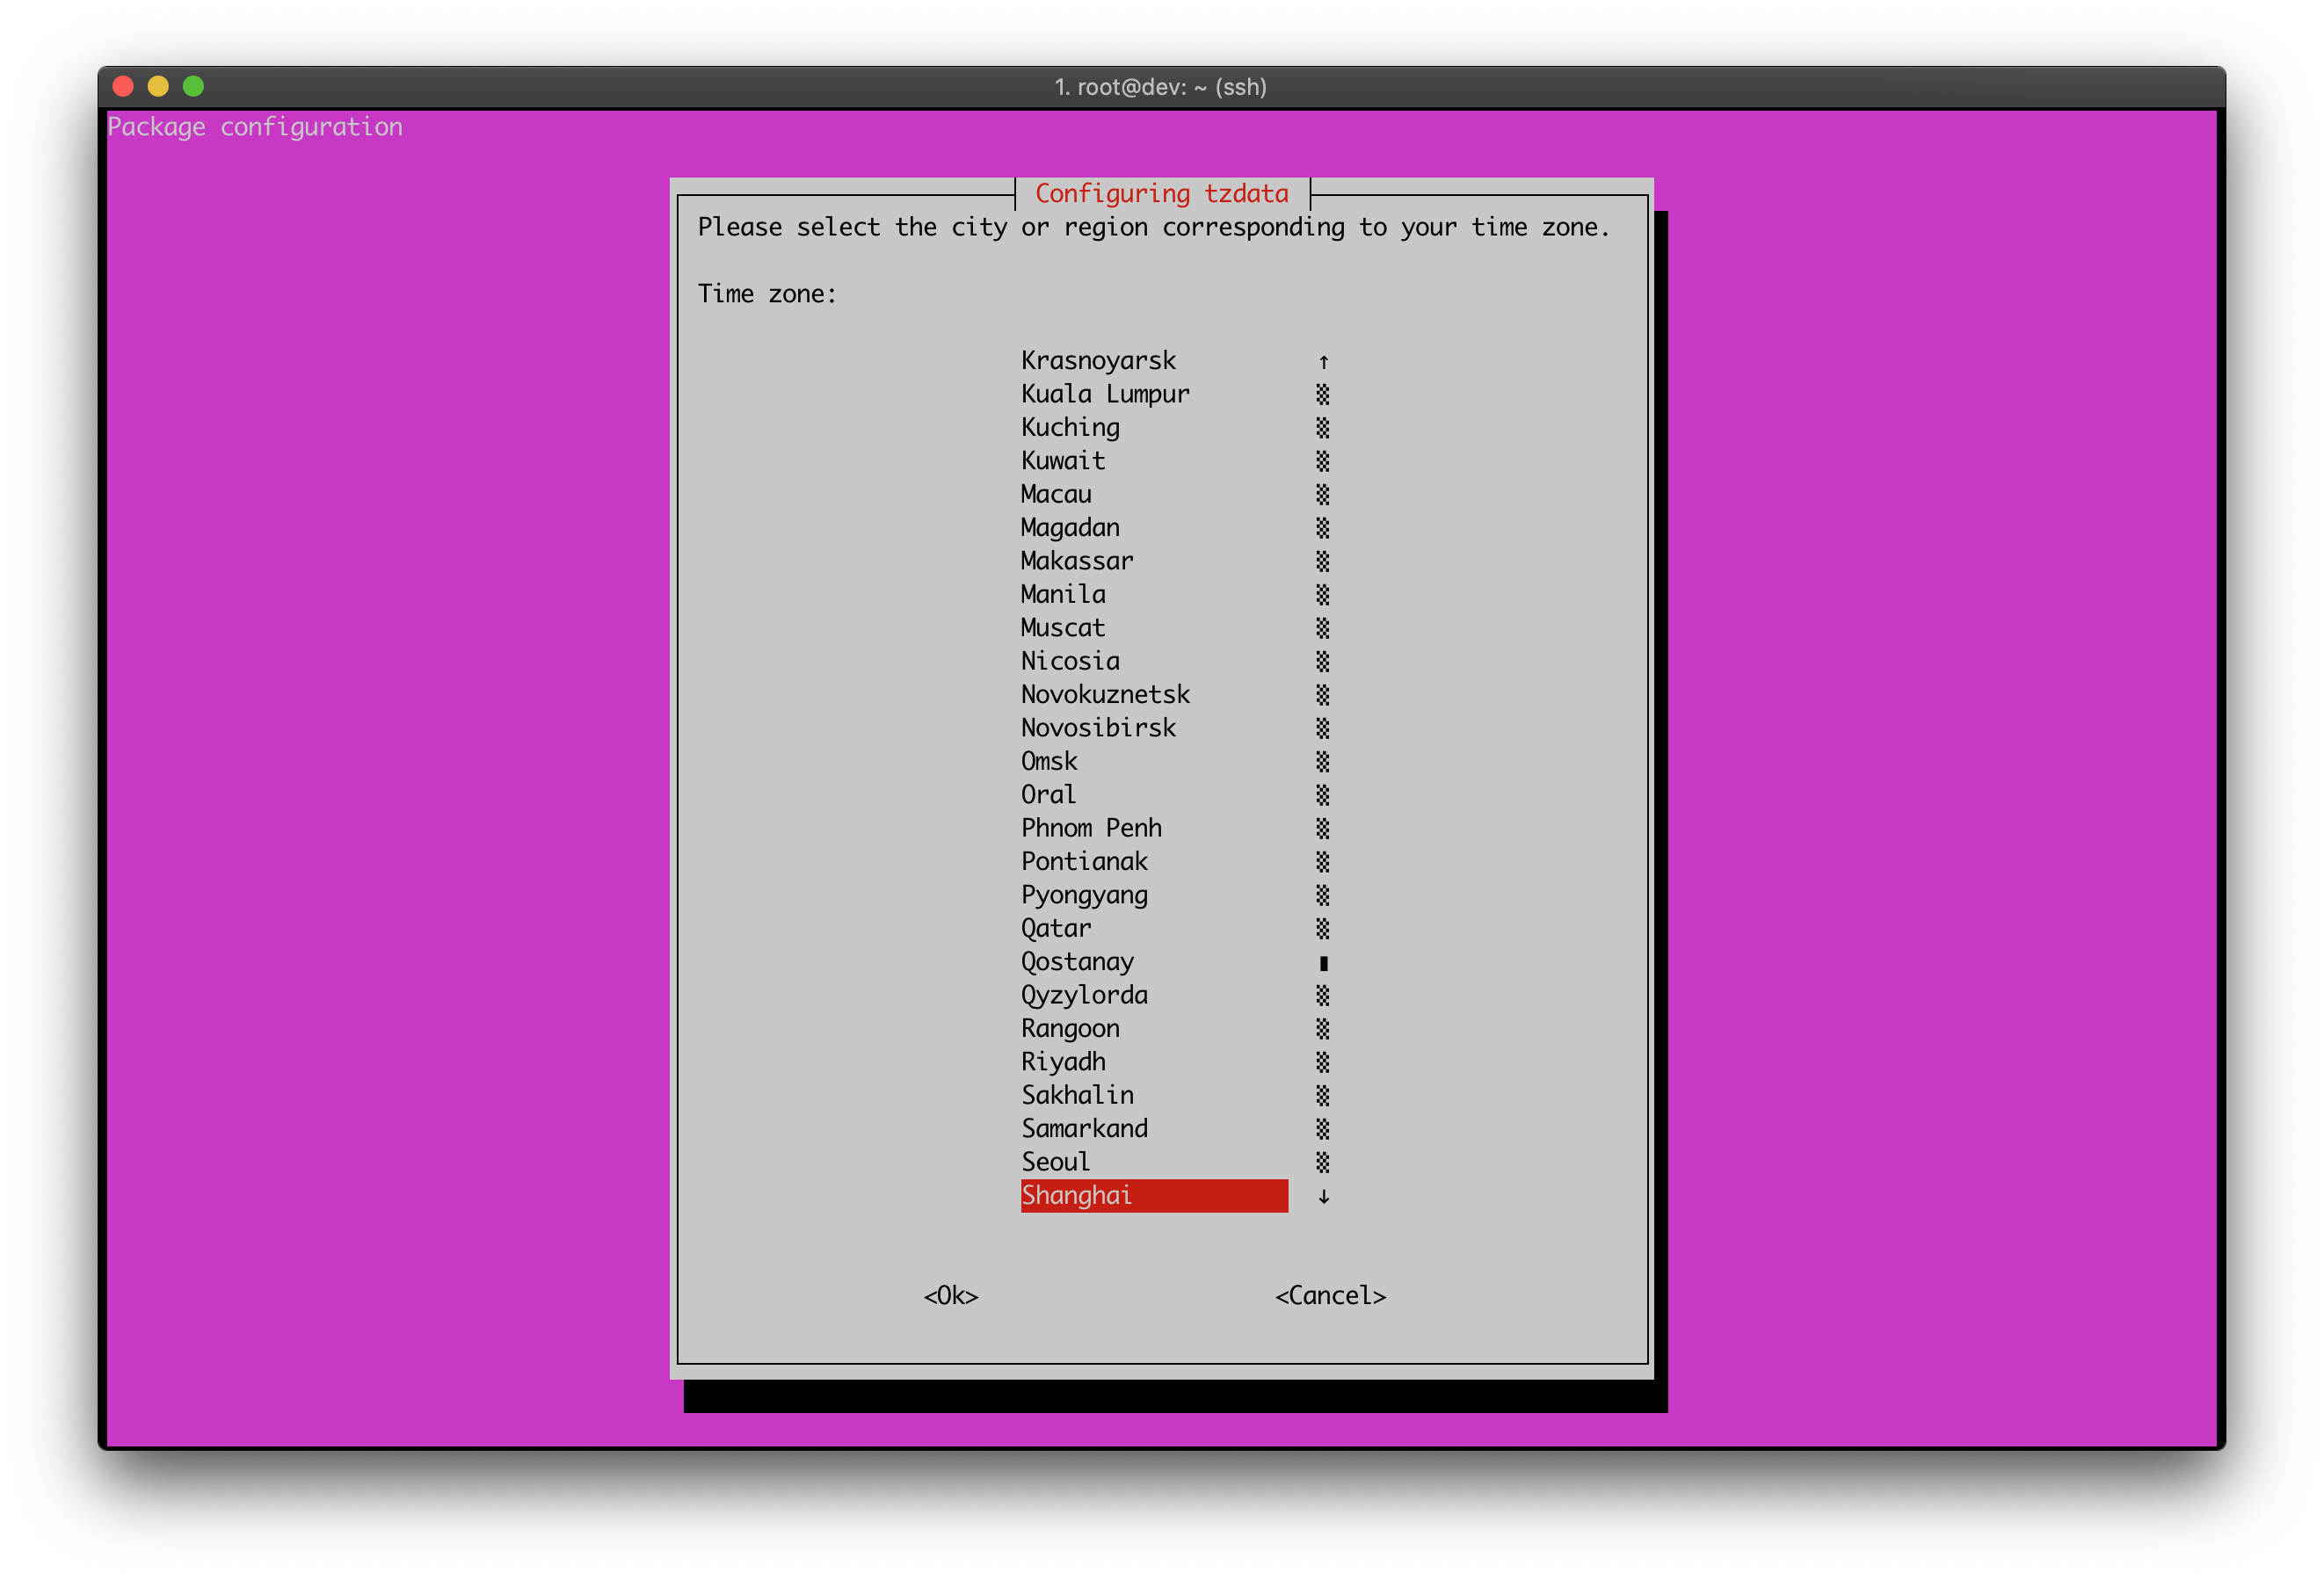 1. root@dev: ~ (ssh)
Package configuration
Configuring tzdata
Please select the city or region corresponding to your time zone.
Time zone:
Krasnoyarsk ↑
Kuala Lumpur
Kuching
Kuwait
Macau
Magadan
Makassar
Manila
Muscat
Nicosia
Novokuznetsk
Novosibirsk
Omsk
Oral
Phnom Penh
Pontianak
Pyongyang
Qatar
Qostanay
Qyzylorda
Rangoon
Riyadh
Sakhalin
Samarkand
Seoul
Shanghai ↓
<Ok> <Cancel>